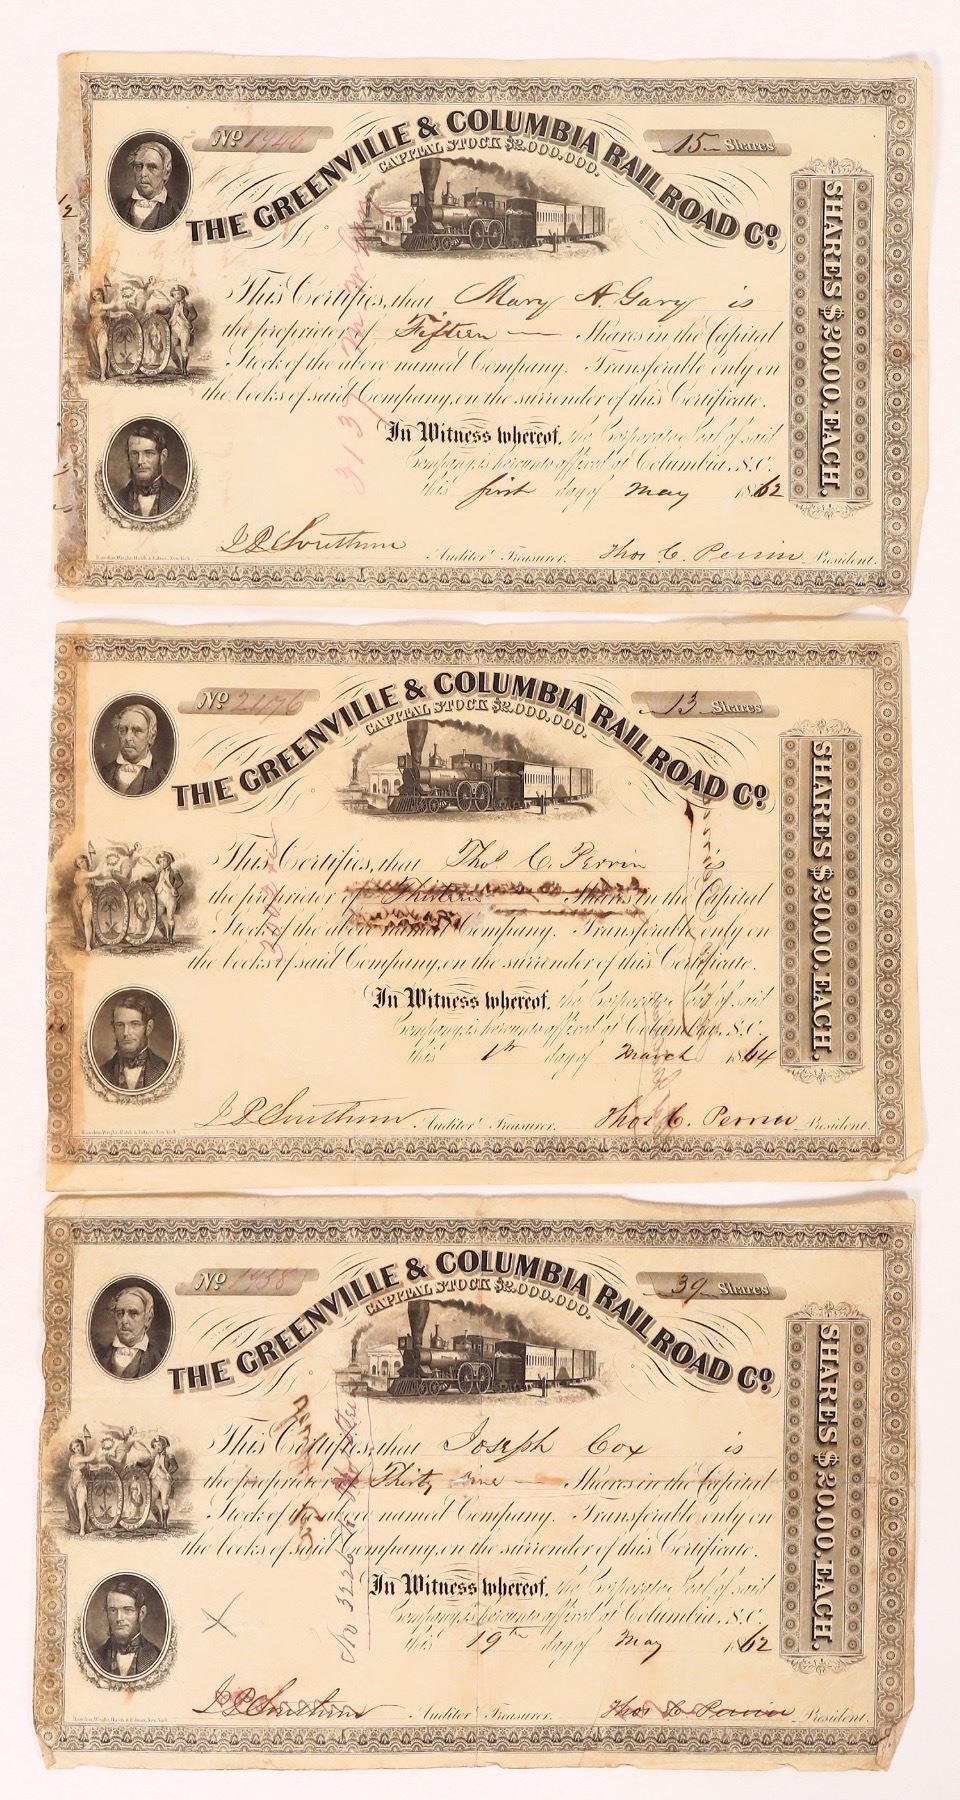 No 1946
15 Shares
THE GREENVILLE & COLUMBIA RAIL ROAD Co.
CAPITAL STOCK $2.000.000.
This Certifies, that Mary A. Gary is
the proprietor of Fifteen Shares in the Capital
Stock of the above named Company. Transferable only on
the books of said Company, on the surrender of this Certificate.
In Witness whereof, the Corporate Seal of said
Company, is hereunto affixed at Columbia, S.C.
this first day of May 1862
Auditor & Treasurer. Thos C. Perrin President.
SHARES $20.00. EACH.
3137
No 2476
13 Shares
THE GREENVILLE & COLUMBIA RAIL ROAD Co.
CAPITAL STOCK $2.000.000.
This Certifies, that Thos C. Perrin is
the proprietor of Thirteen Shares in the Capital
Stock of the above named Company. Transferable only on
the books of said Company, on the surrender of this Certificate.
In Witness whereof, the Corporate Seal of said
Company, is hereunto affixed at Columbia, S.C.
this 1st day of March 1864
Auditor & Treasurer. Thos C. Perrin President.
SHARES $20.00. EACH.
No 1958
39 Shares
THE GREENVILLE & COLUMBIA RAIL ROAD Co.
CAPITAL STOCK $2.000.000.
This Certifies, that Joseph Cox is
the proprietor of Thirty nine Shares in the Capital
Stock of the above named Company. Transferable only on
the books of said Company, on the surrender of this Certificate.
In Witness whereof, the Corporate Seal of said
Company, is hereunto affixed at Columbia, S.C.
this 19th day of May 1862
Auditor & Treasurer. Thos C. Perrin President.
SHARES $20.00. EACH.
No 3226
X